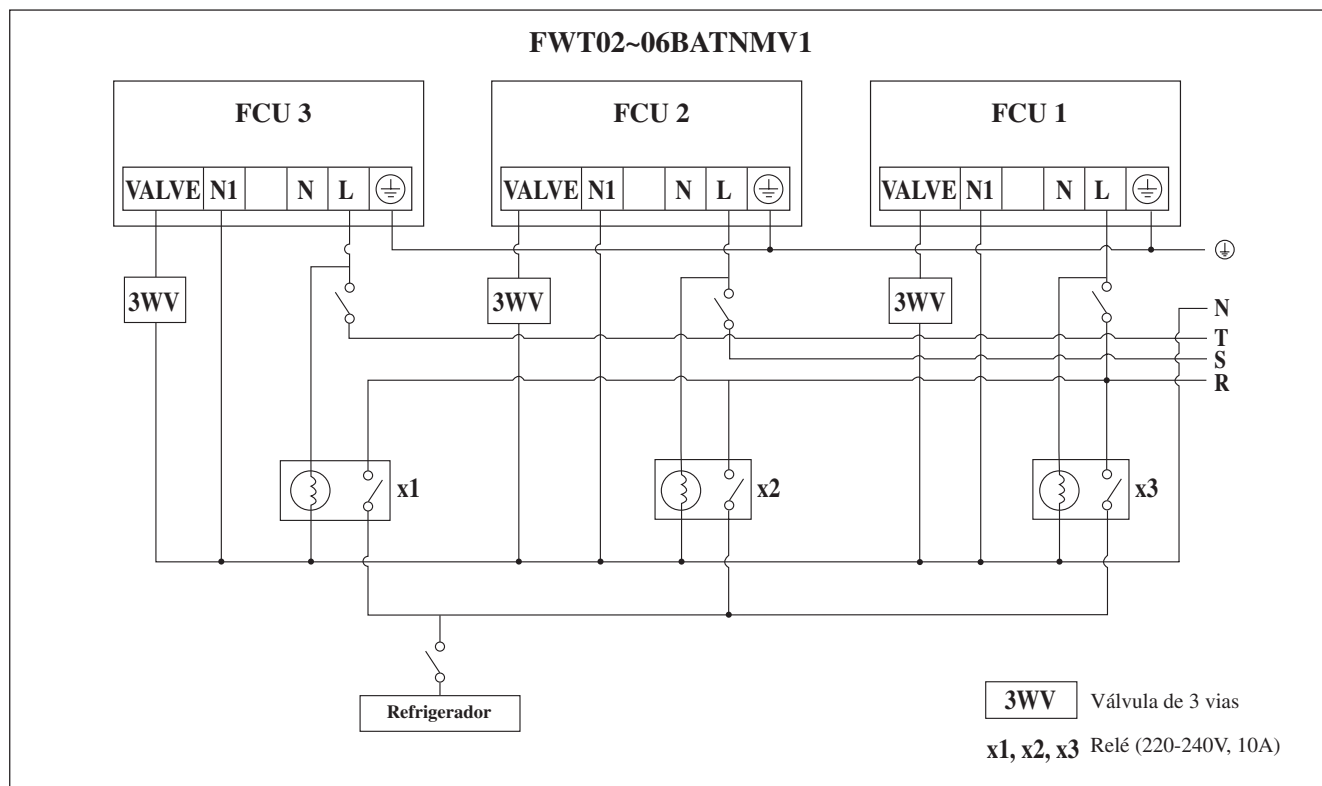 FWT02~06BATNMV1
FCU 3
FCU 2
FCU 1
VALVE N1 N L
VALVE N1 N L
VALVE N1 N L
3WV
3WV
3WV
N
T
S
R
x1
x2
x3
Refrigerador
3WV Válvula de 3 vias
x1, x2, x3 Relé (220-240V, 10A)